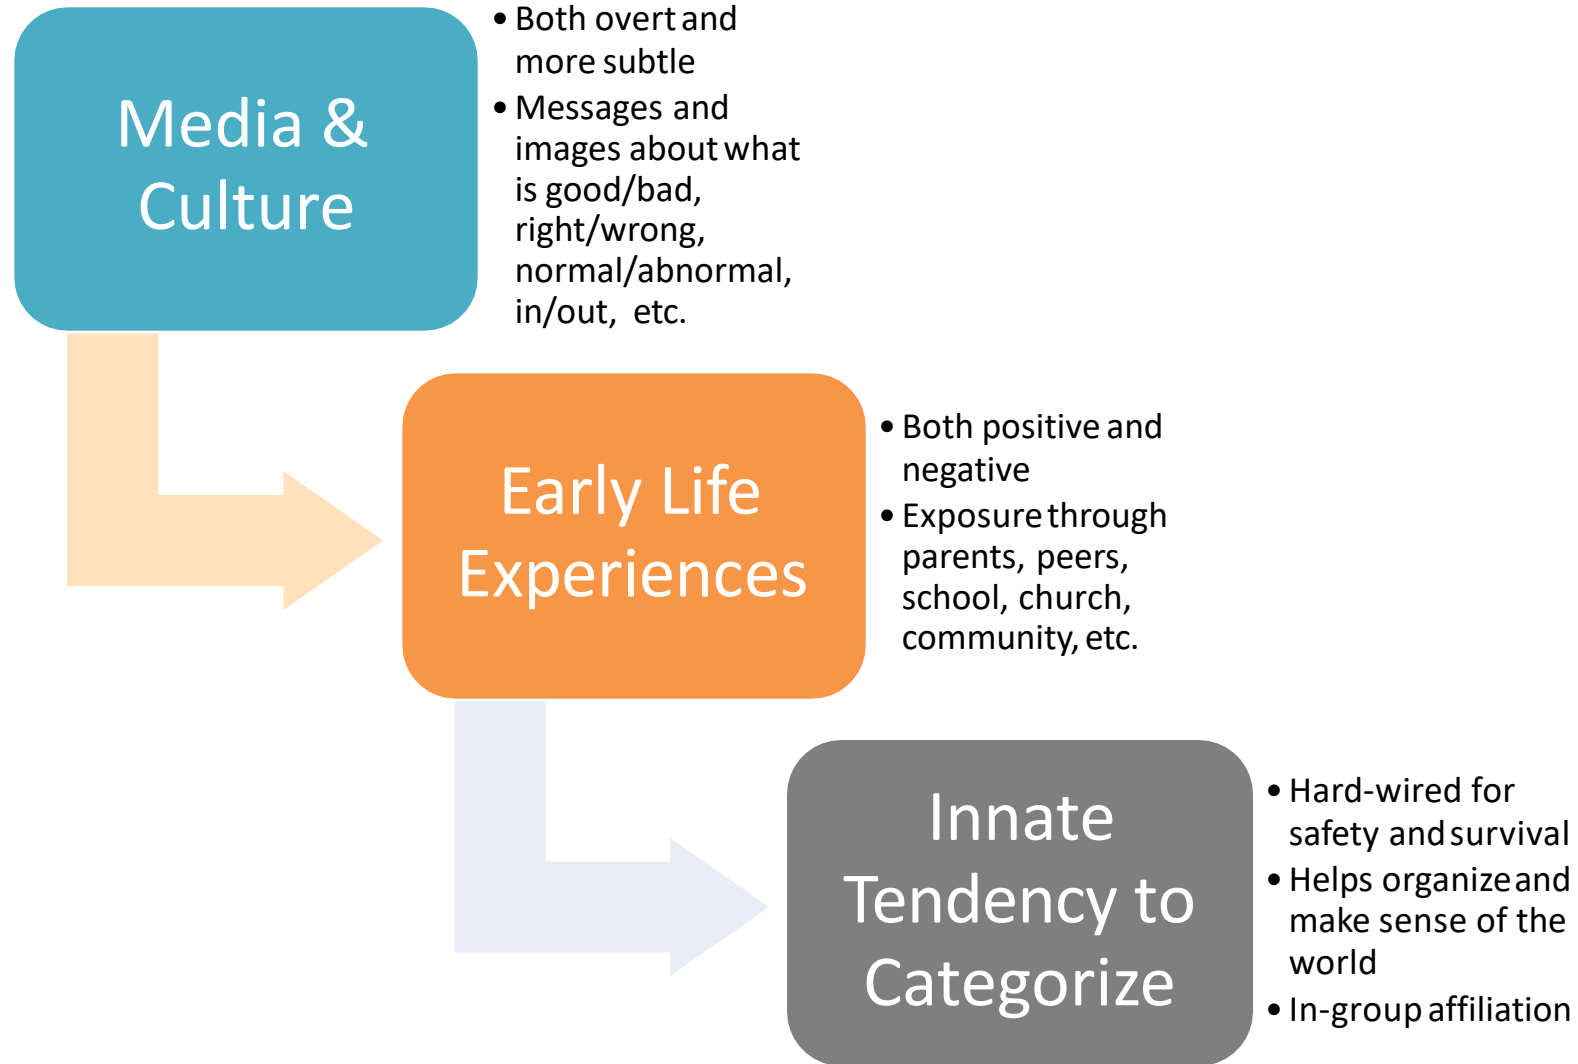 Media &
Culture
• Both overt and
more subtle
• Messages and
images about what
is good/bad,
right/wrong,
normal/abnormal,
in/out, etc.
Early Life
Experiences
• Both positive and
negative
• Exposure through
parents, peers,
school, church,
community, etc.
Innate
Tendency to
Categorize
• Hard-wired for
safety and survival
• Helps organize and
make sense of the
world
• In-group affiliation